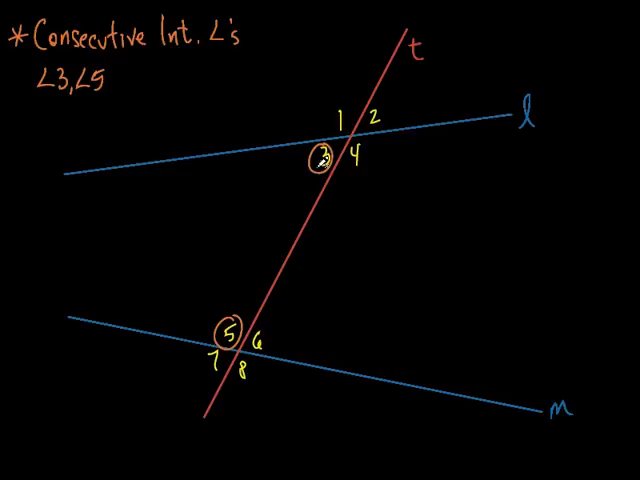 * Consecutive Int. ∠'s
∠3, ∠5
t
l
1 2
3 4
5 6
7 8
m